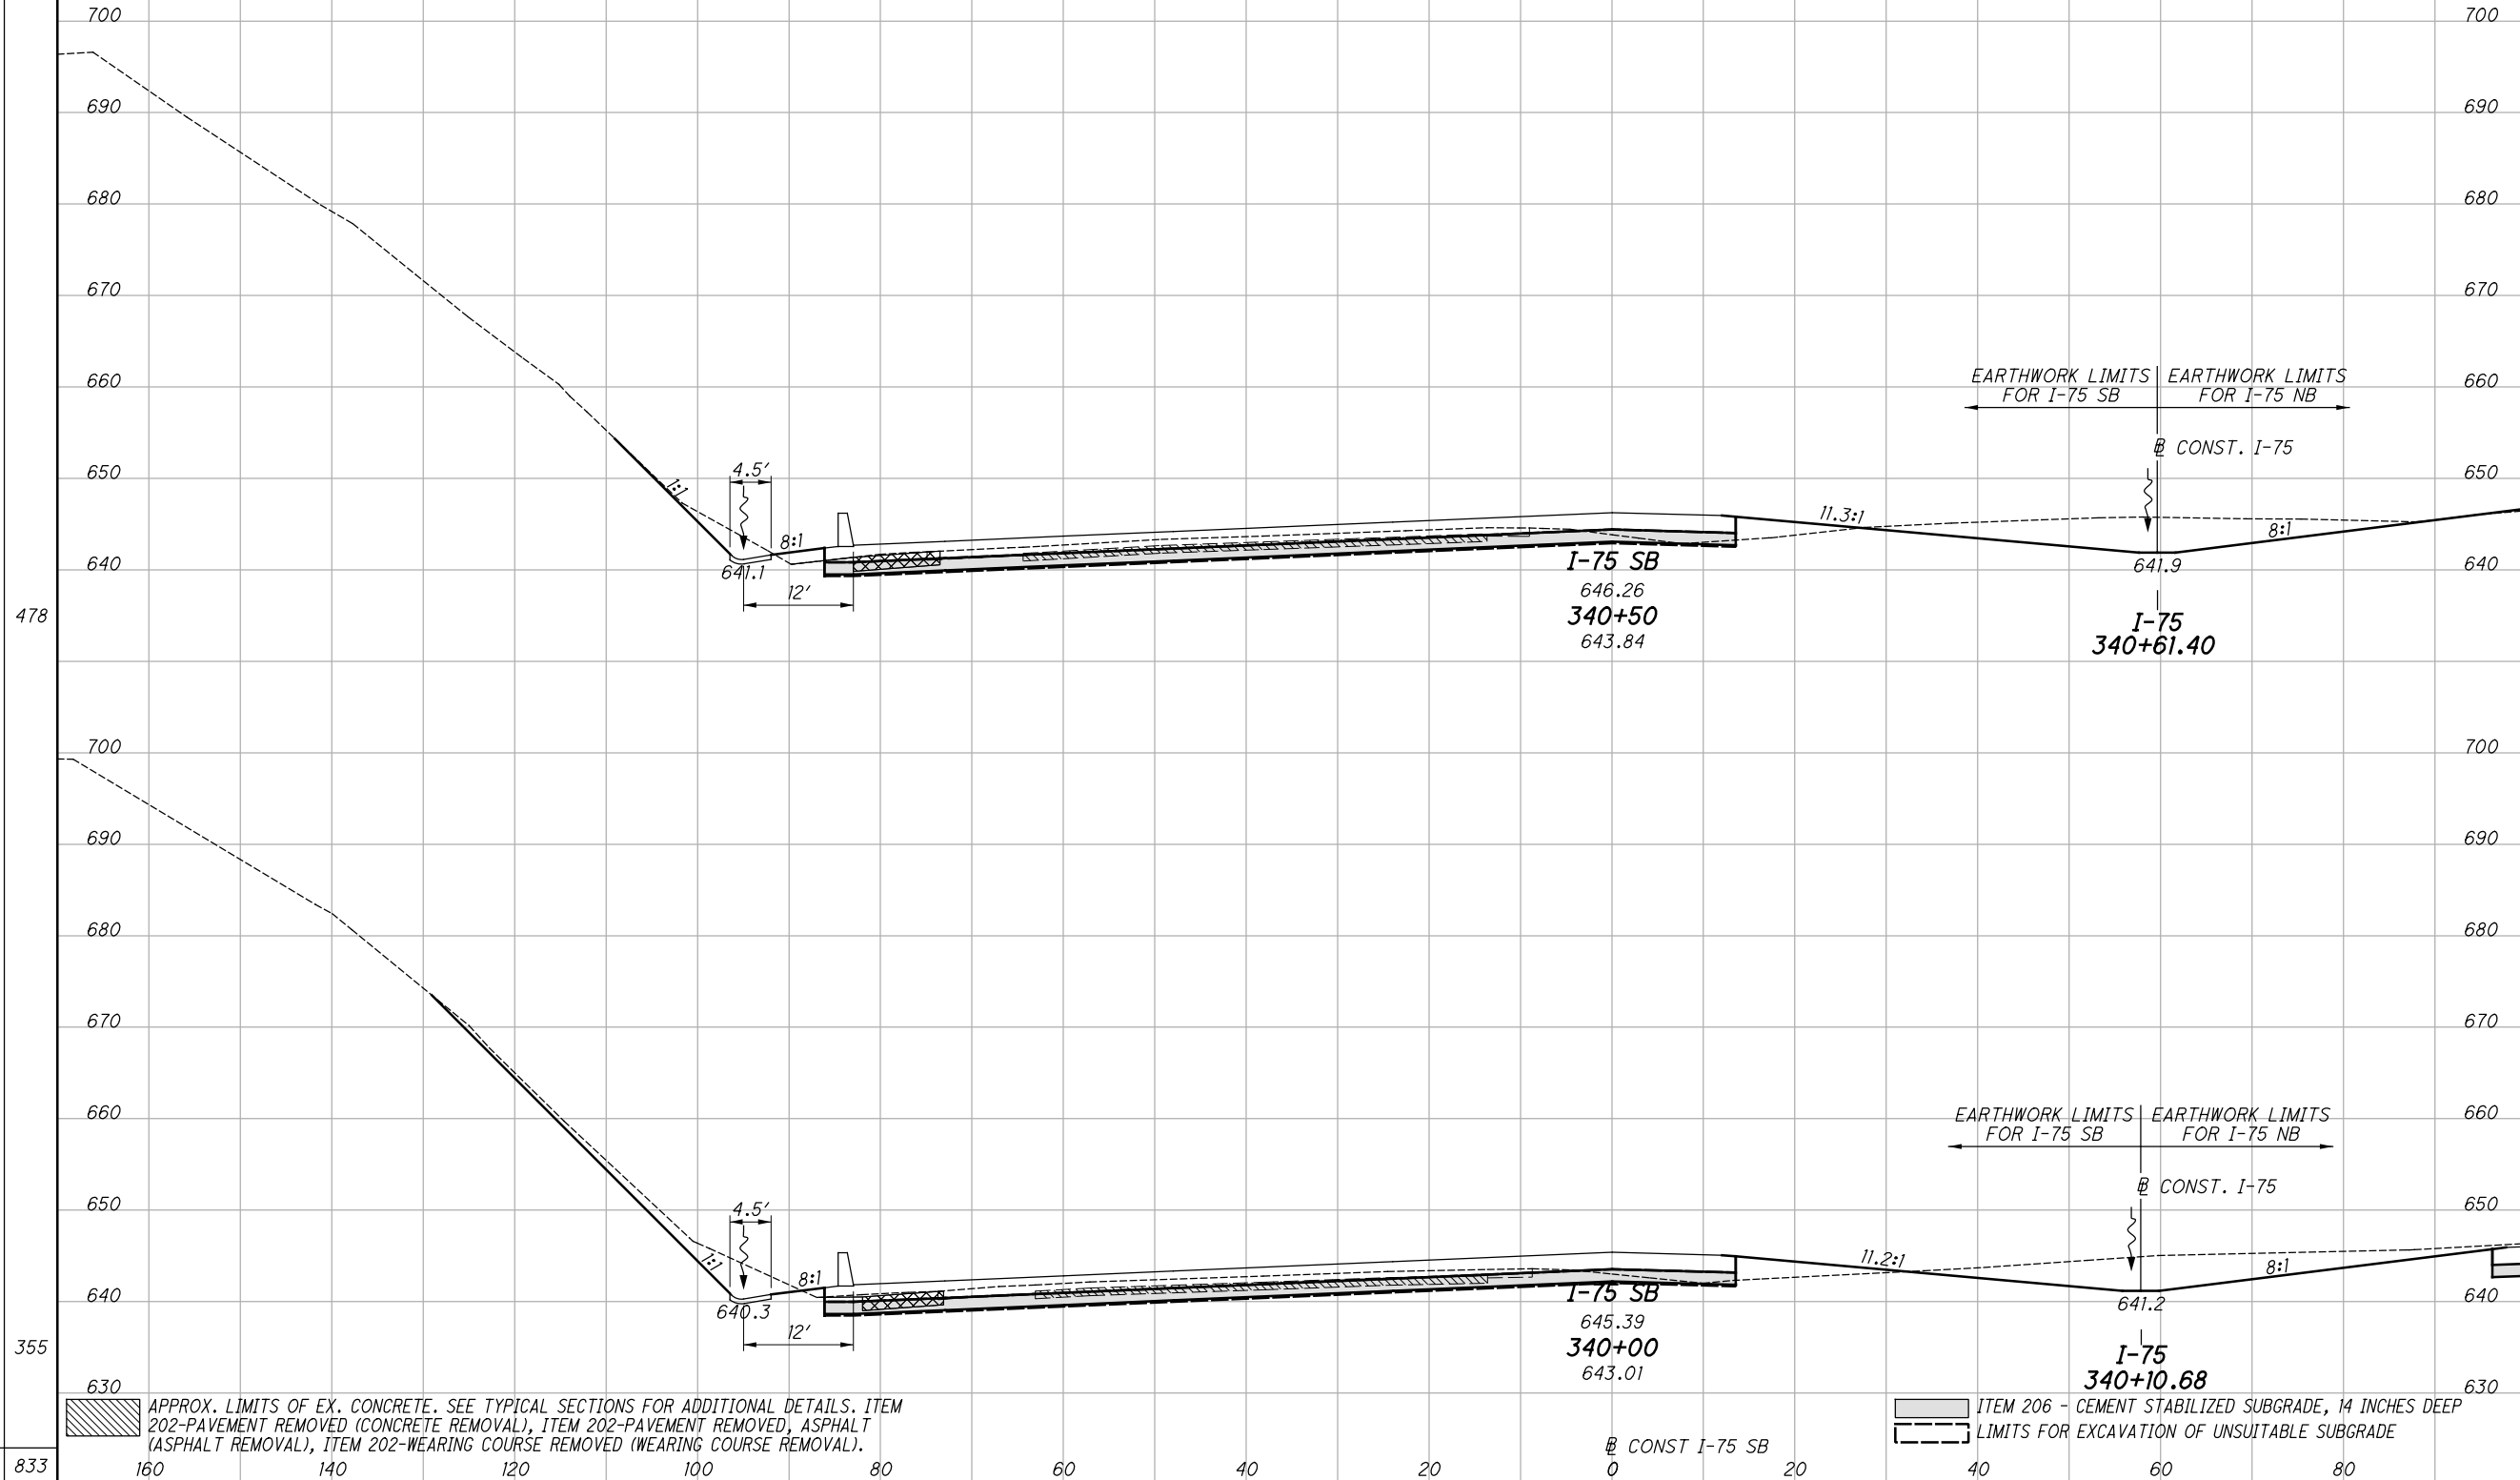 700 700
690 690
680 680
670 670
660 660
EARTHWORK LIMITS FOR I-75 SB
EARTHWORK LIMITS FOR I-75 NB
℄ CONST. I-75
650 650
4.5'
1:1
8:1
11.3:1
8:1
640 640
641.1
12'
I-75 SB
646.26
340+50
643.84
641.9
I-75
340+61.40
478
700 700
690 690
680 680
670 670
660 660
EARTHWORK LIMITS FOR I-75 SB
EARTHWORK LIMITS FOR I-75 NB
℄ CONST. I-75
650 650
4.5'
1:1
8:1
11.2:1
8:1
640 640
640.3
12'
I-75 SB
645.39
340+00
643.01
641.2
I-75
340+10.68
355
630 630
APPROX. LIMITS OF EX. CONCRETE. SEE TYPICAL SECTIONS FOR ADDITIONAL DETAILS. ITEM
202-PAVEMENT REMOVED (CONCRETE REMOVAL), ITEM 202-PAVEMENT REMOVED, ASPHALT
(ASPHALT REMOVAL), ITEM 202-WEARING COURSE REMOVED (WEARING COURSE REMOVAL).
ITEM 206 - CEMENT STABILIZED SUBGRADE, 14 INCHES DEEP
LIMITS FOR EXCAVATION OF UNSUITABLE SUBGRADE
℄ CONST I-75 SB
833
160 140 120 100 80 60 40 20 0 20 40 60 80